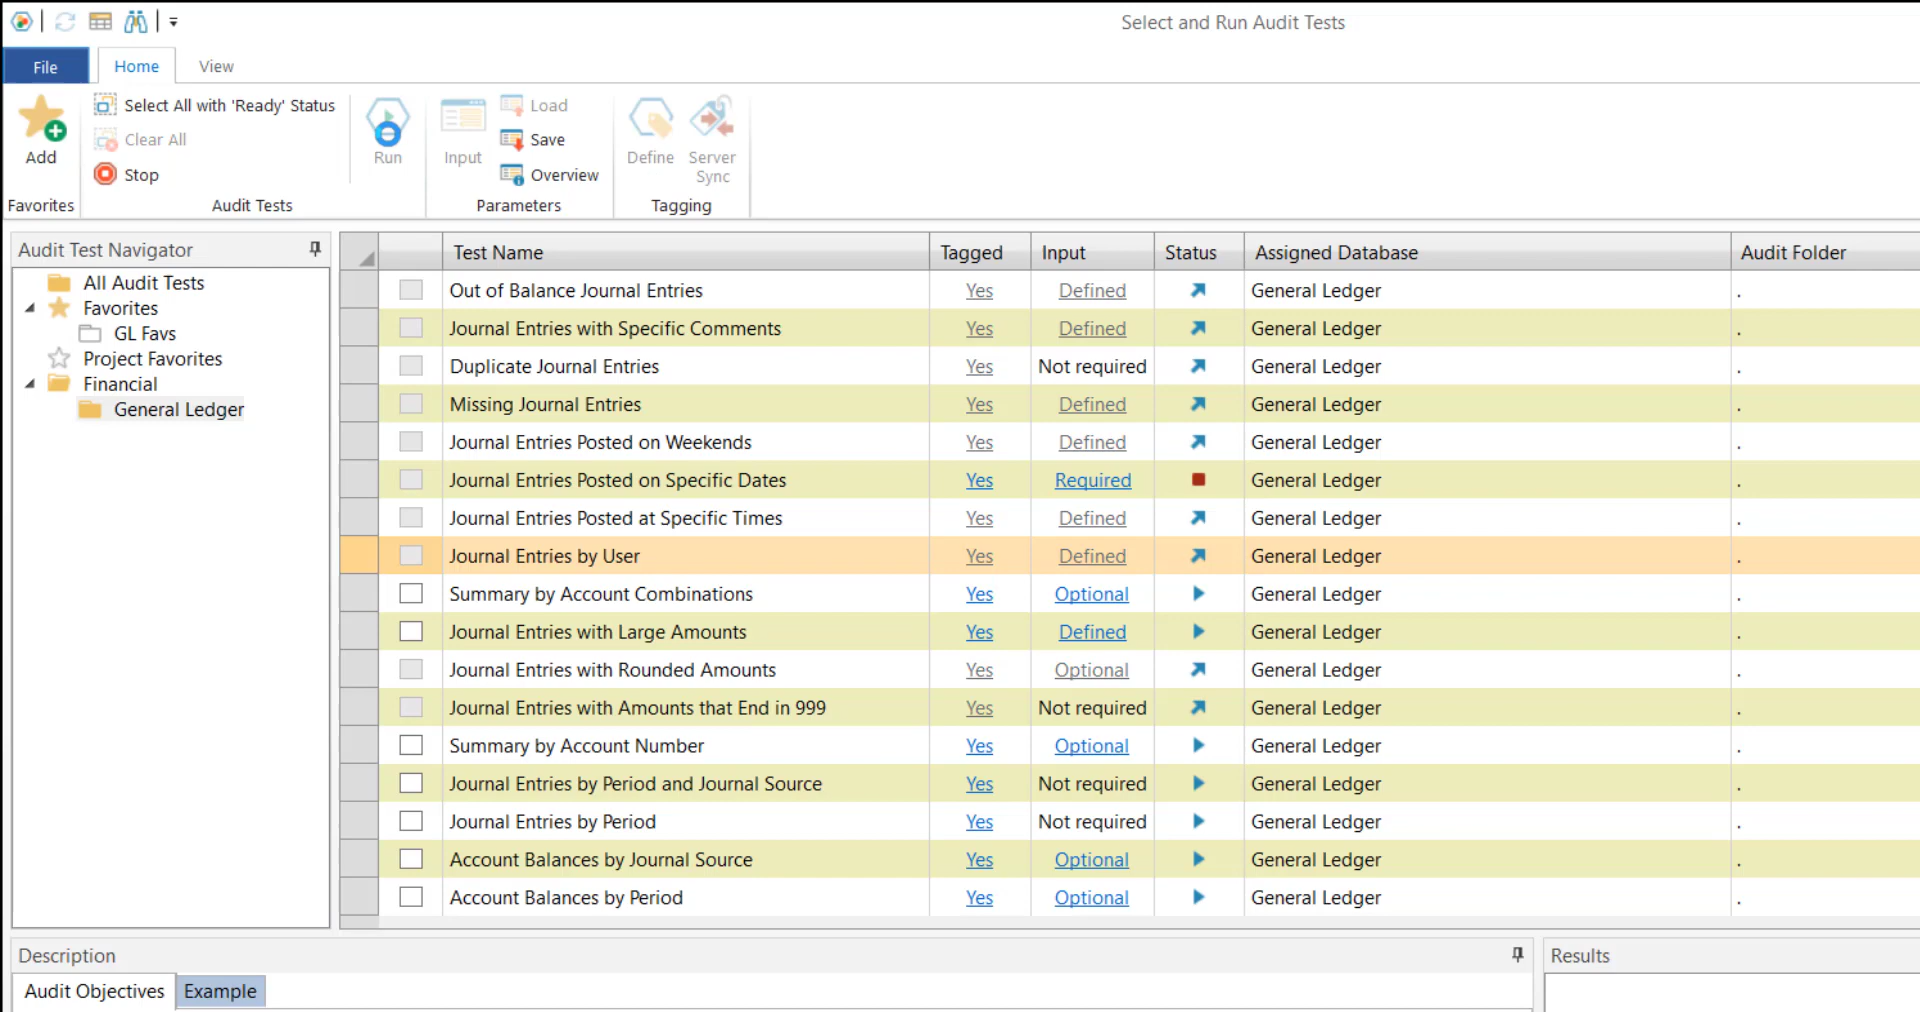 Select and Run Audit Tests
File Home View
Add
Select All with 'Ready' Status
Clear All
Stop
Run
Input
Load
Save
Overview
Define
Server
Sync
Favorites Audit Tests Parameters Tagging
Audit Test Navigator
All Audit Tests
Favorites
GL Favs
Project Favorites
Financial
General Ledger
Test Name Tagged Input Status Assigned Database Audit Folder
Out of Balance Journal Entries Yes Defined General Ledger .
Journal Entries with Specific Comments Yes Defined General Ledger .
Duplicate Journal Entries Yes Not required General Ledger .
Missing Journal Entries Yes Defined General Ledger .
Journal Entries Posted on Weekends Yes Defined General Ledger .
Journal Entries Posted on Specific Dates Yes Required General Ledger .
Journal Entries Posted at Specific Times Yes Defined General Ledger .
Journal Entries by User Yes Defined General Ledger .
Summary by Account Combinations Yes Optional General Ledger .
Journal Entries with Large Amounts Yes Defined General Ledger .
Journal Entries with Rounded Amounts Yes Optional General Ledger .
Journal Entries with Amounts that End in 999 Yes Not required General Ledger .
Summary by Account Number Yes Optional General Ledger .
Journal Entries by Period and Journal Source Yes Not required General Ledger .
Journal Entries by Period Yes Not required General Ledger .
Account Balances by Journal Source Yes Optional General Ledger .
Account Balances by Period Yes Optional General Ledger .
Description
Audit Objectives Example
Results